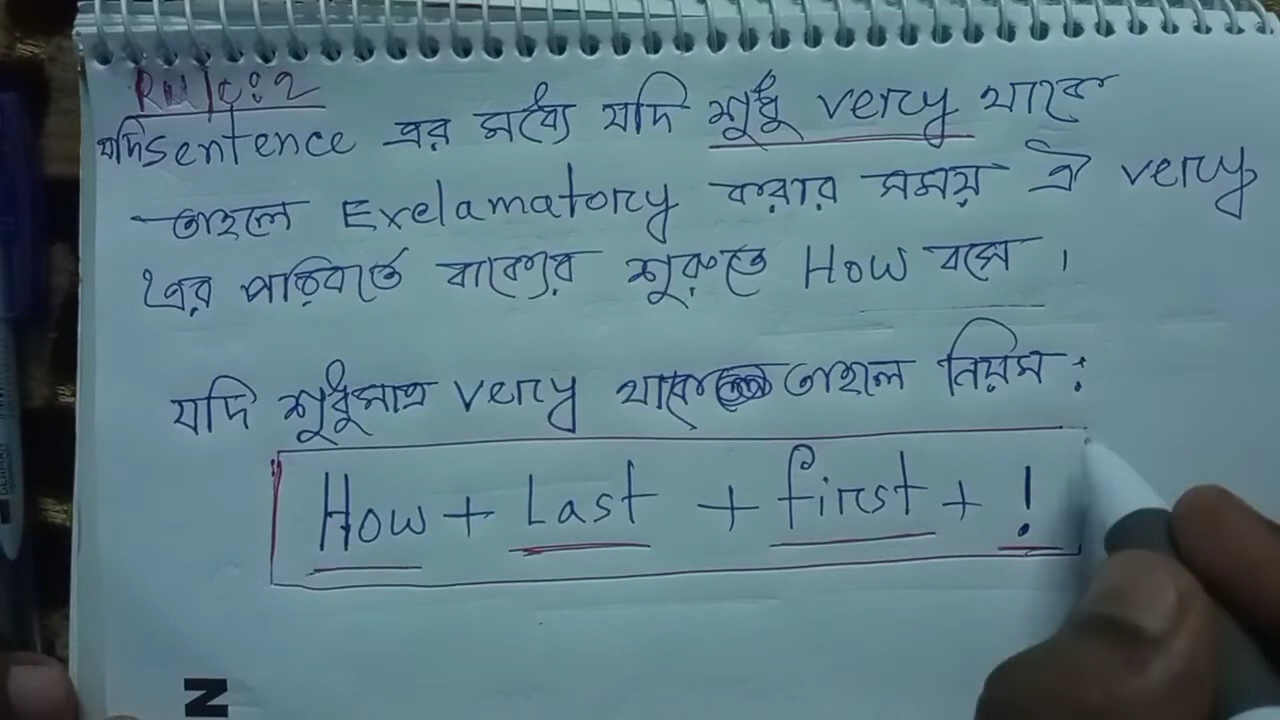 Rule:2
যদি sentence এর মধ্যে যদি শুধু very থাকে
তাহলে Exelamatory করার সময় ঐ very
এর পরিবর্তে বাক্যের শুরুতে How বসে ।
যদি শুধুমাত্র very থাকে তাহলে নিয়ম :
How + Last + first + !
N